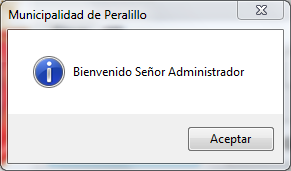 Municipalidad de Peralillo
Bienvenido Señor Administrador
Aceptar